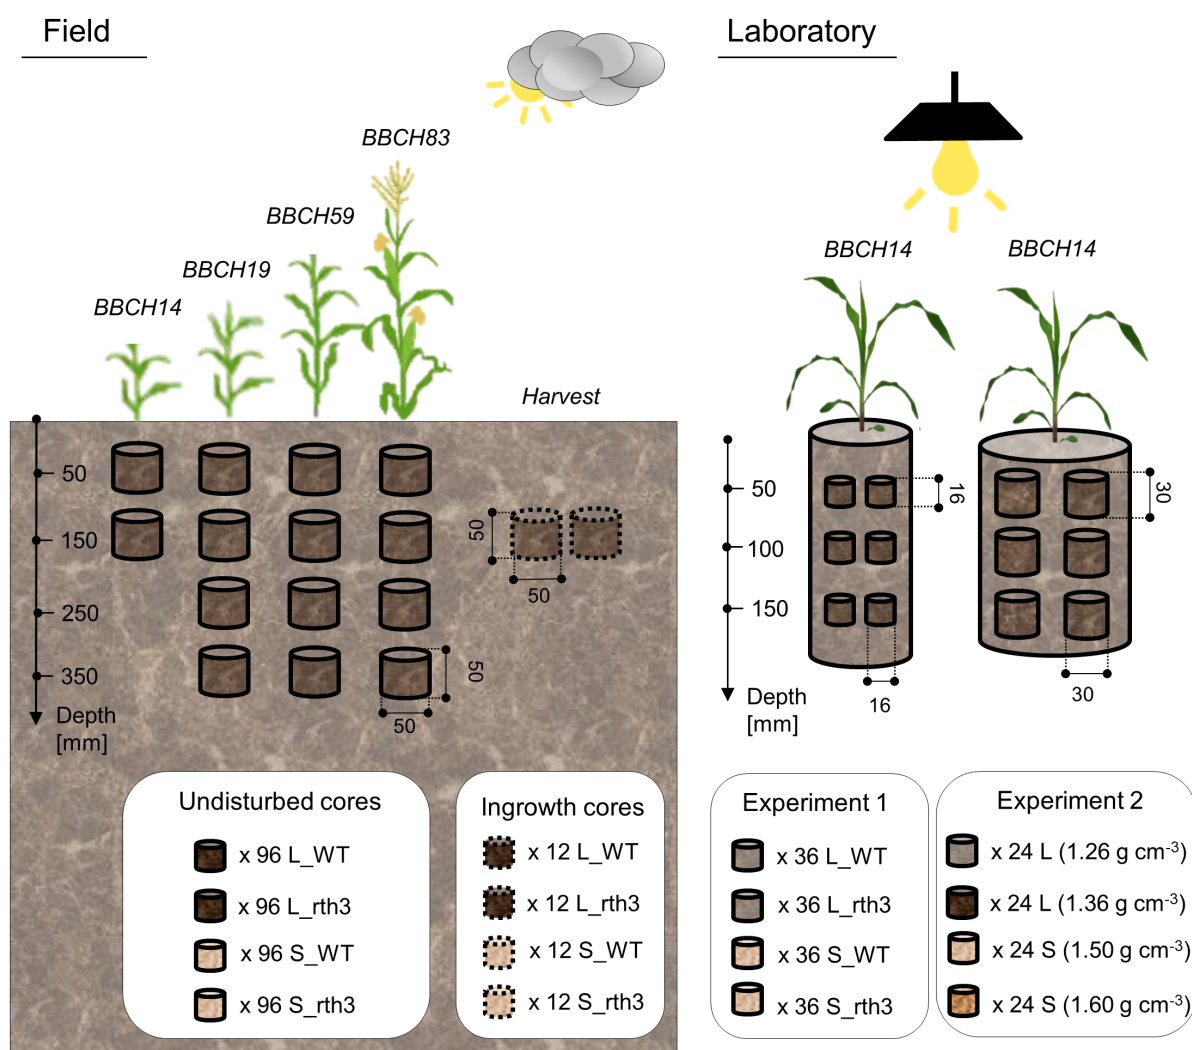 Field
Laboratory
BBCH83
BBCH59
BBCH19
BBCH14
Harvest
BBCH14
BBCH14
50
150
250
350
Depth
[mm]
50
50
50
50
50
100
150
Depth
[mm]
16
16
30
30
Undisturbed cores
x 96 L_WT
x 96 L_rth3
x 96 S_WT
x 96 S_rth3
Ingrowth cores
x 12 L_WT
x 12 L_rth3
x 12 S_WT
x 12 S_rth3
Experiment 1
x 36 L_WT
x 36 L_rth3
x 36 S_WT
x 36 S_rth3
Experiment 2
x 24 L (1.26 g cm⁻³)
x 24 L (1.36 g cm⁻³)
x 24 S (1.50 g cm⁻³)
x 24 S (1.60 g cm⁻³)